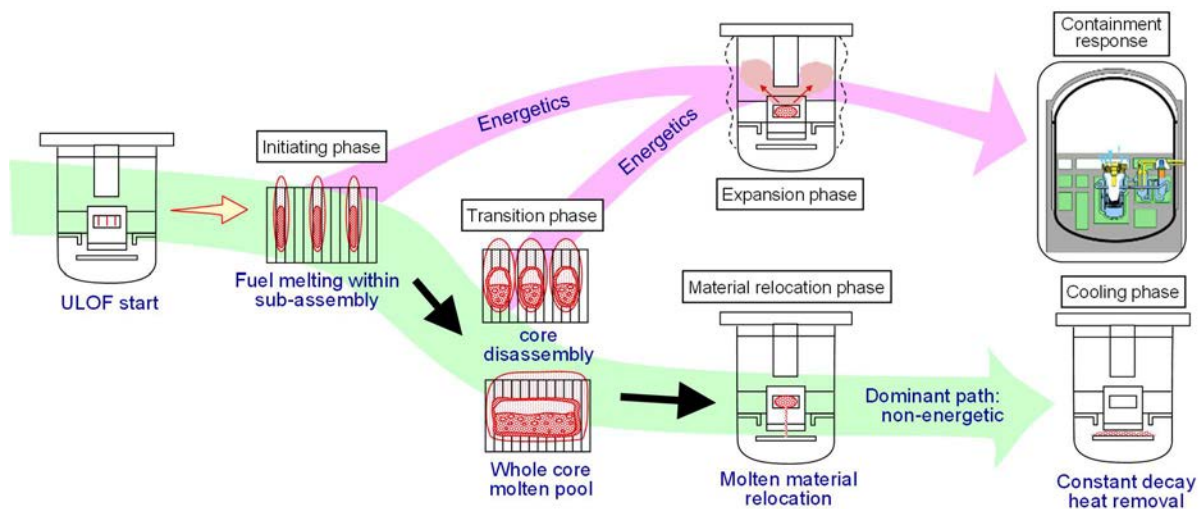 Containment
response
Energetics
Initiating phase
Energetics
Expansion phase
Transition phase
Fuel melting within
sub-assembly
ULOF start
Material relocation phase
Cooling phase
core
disassembly
Dominant path:
non-energetic
Whole core
molten pool
Molten material
relocation
Constant decay
heat removal